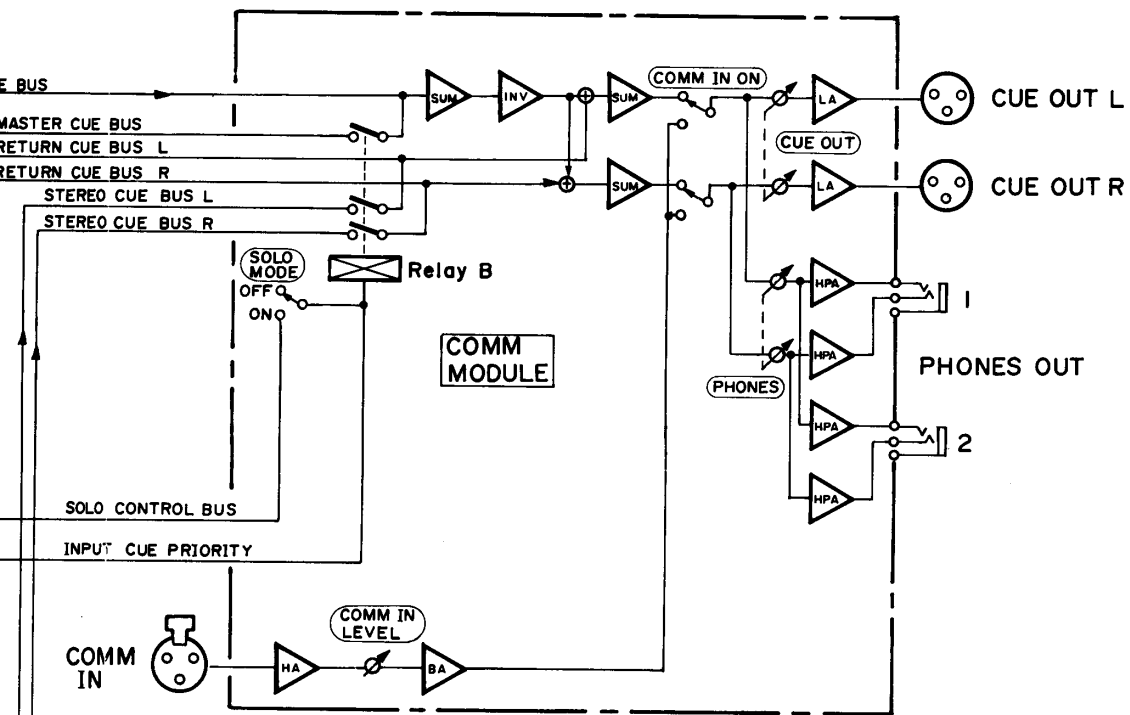 E BUS
MASTER CUE BUS
RETURN CUE BUS L
RETURN CUE BUS R
STEREO CUE BUS L
STEREO CUE BUS R
SUM
INV
SUM
SUM
COMM IN ON
CUE OUT
LA
LA
CUE OUT L
CUE OUT R
SOLO
MODE
OFF
ON
Relay B
COMM
MODULE
PHONES
HPA
HPA
HPA
HPA
1
PHONES OUT
2
SOLO CONTROL BUS
INPUT CUE PRIORITY
COMM
IN
HA
COMM IN
LEVEL
BA